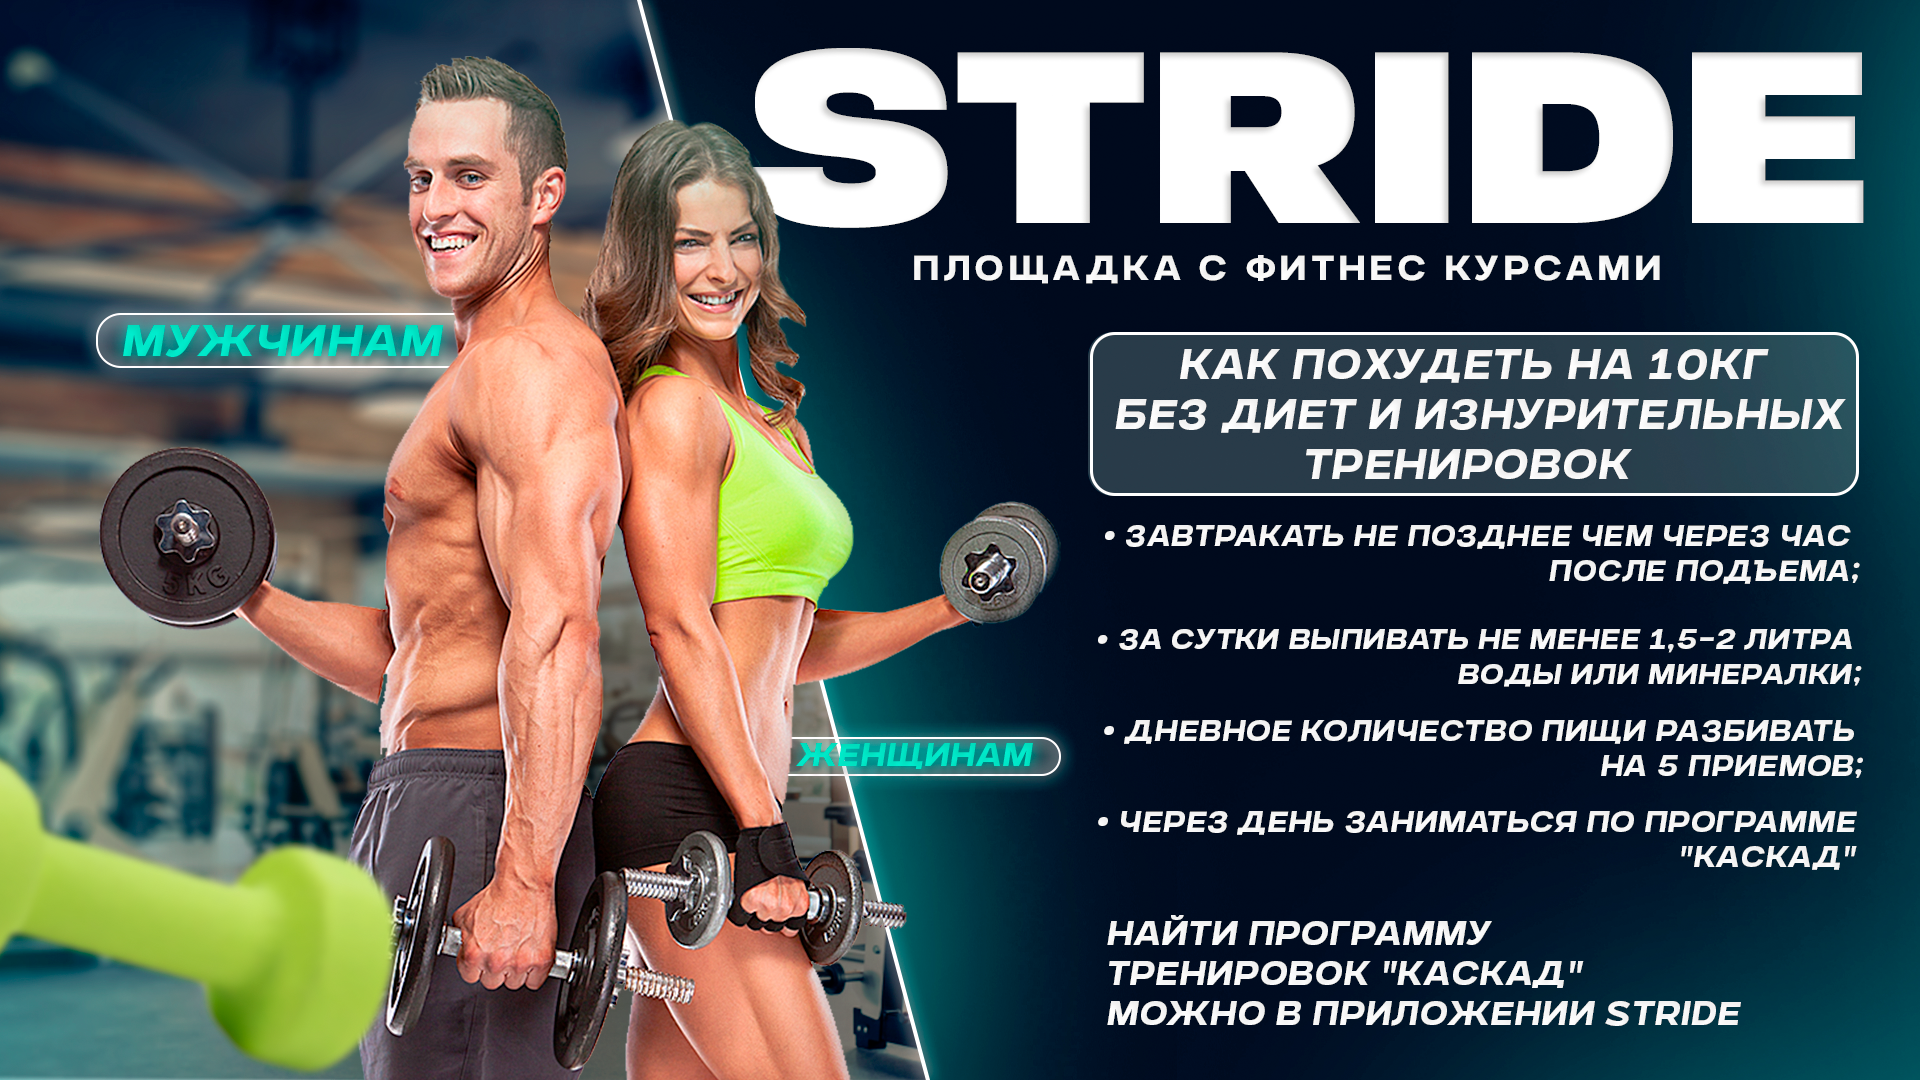 STRIDE
ПЛОЩАДКА С ФИТНЕС КУРСАМИ
МУЖЧИНАМ
КАК ПОХУДЕТЬ НА 10КГ
БЕЗ ДИЕТ И ИЗНУРИТЕЛЬНЫХ
ТРЕНИРОВОК
• ЗАВТРАКАТЬ НЕ ПОЗДНЕЕ ЧЕМ ЧЕРЕЗ ЧАС
ПОСЛЕ ПОДЪЕМА;
5KG
• ЗА СУТКИ ВЫПИВАТЬ НЕ МЕНЕЕ 1,5-2 ЛИТРА
ВОДЫ ИЛИ МИНЕРАЛКИ;
• ДНЕВНОЕ КОЛИЧЕСТВО ПИЩИ РАЗБИВАТЬ
НА 5 ПРИЕМОВ;
ЖЕНЩИНАМ
• ЧЕРЕЗ ДЕНЬ ЗАНИМАТЬСЯ ПО ПРОГРАММЕ
"КАСКАД"
НАЙТИ ПРОГРАММУ
ТРЕНИРОВОК "КАСКАД"
МОЖНО В ПРИЛОЖЕНИИ STRIDE